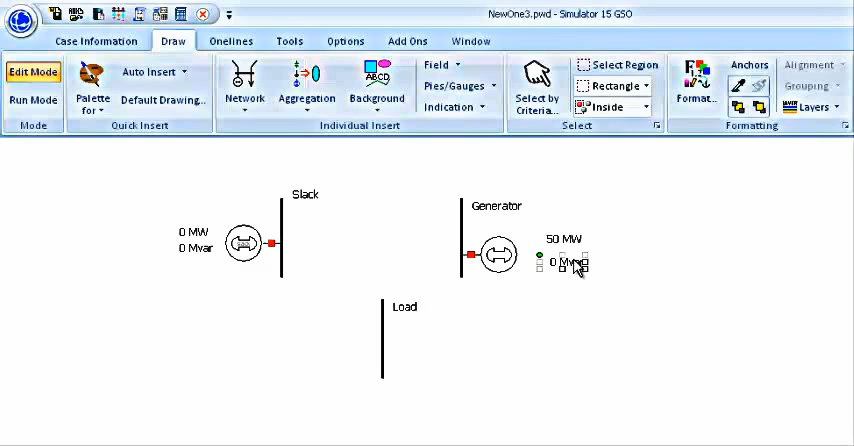 NewOne3.pwd - Simulator 15 GSO
Case Information Draw Onelines Tools Options Add Ons Window
Edit Mode
Run Mode
Mode
Palette for
Auto Insert
Default Drawing...
Quick Insert
Network
Aggregation
ABCD
Background
Field
Pies/Gauges
Indication
Individual Insert
Select by Criteria...
Select Region
Rectangle
Inside
Select
Format...
Anchors
Alignment
Grouping
Layers
Formatting
Slack
0 MW
0 Mvar
Generator
50 MW
0 Mvar
Load